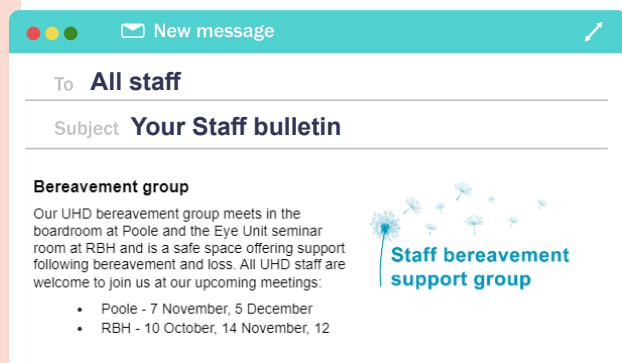 New message
To All staff
Subject Your Staff bulletin
Bereavement group
Our UHD bereavement group meets in the
boardroom at Poole and the Eye Unit seminar
room at RBH and is a safe space offering support
following bereavement and loss. All UHD staff are
welcome to join us at our upcoming meetings:
• Poole - 7 November, 5 December
• RBH - 10 October, 14 November, 12
Staff bereavement
support group